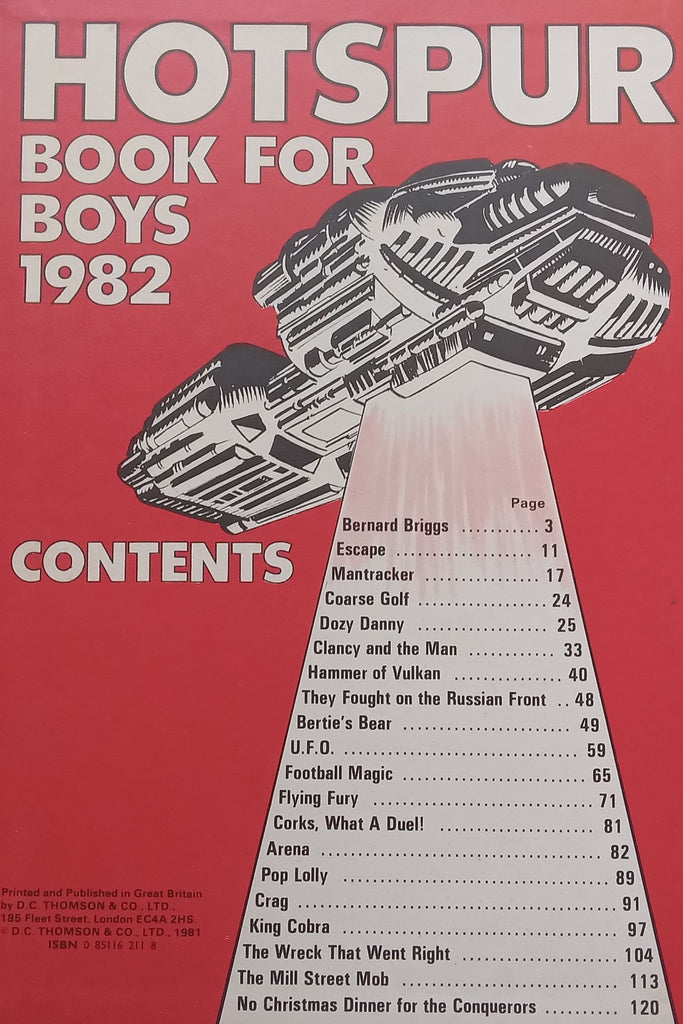 HOTSPUR
BOOK FOR
BOYS
1982
CONTENTS
Page
Bernard Briggs ........... 3
Escape ................... 11
Mantracker ............... 17
Coarse Golf .................. 24
Dozy Danny ................ 25
Clancy and the Man ............. 33
Hammer of Vulkan ............... 40
They Fought on the Russian Front .. 48
Bertie's Bear ........................ 49
U.F.O. ................................. 59
Football Magic .......................... 65
Flying Fury .............................. 71
Corks, What A Duel! ..................... 81
Arena ...................................... 82
Pop Lolly .................................. 89
Crag ......................................... 91
King Cobra .................................. 97
The Wreck That Went Right ................ 104
The Mill Street Mob ......................... 113
No Christmas Dinner for the Conquerors .......... 120
Printed and Published in Great Britain
by D.C. THOMSON & CO., LTD.,
185 Fleet Street, London EC4A 2HS.
© D.C. THOMSON & CO., LTD., 1981
ISBN 0 85116 211 8